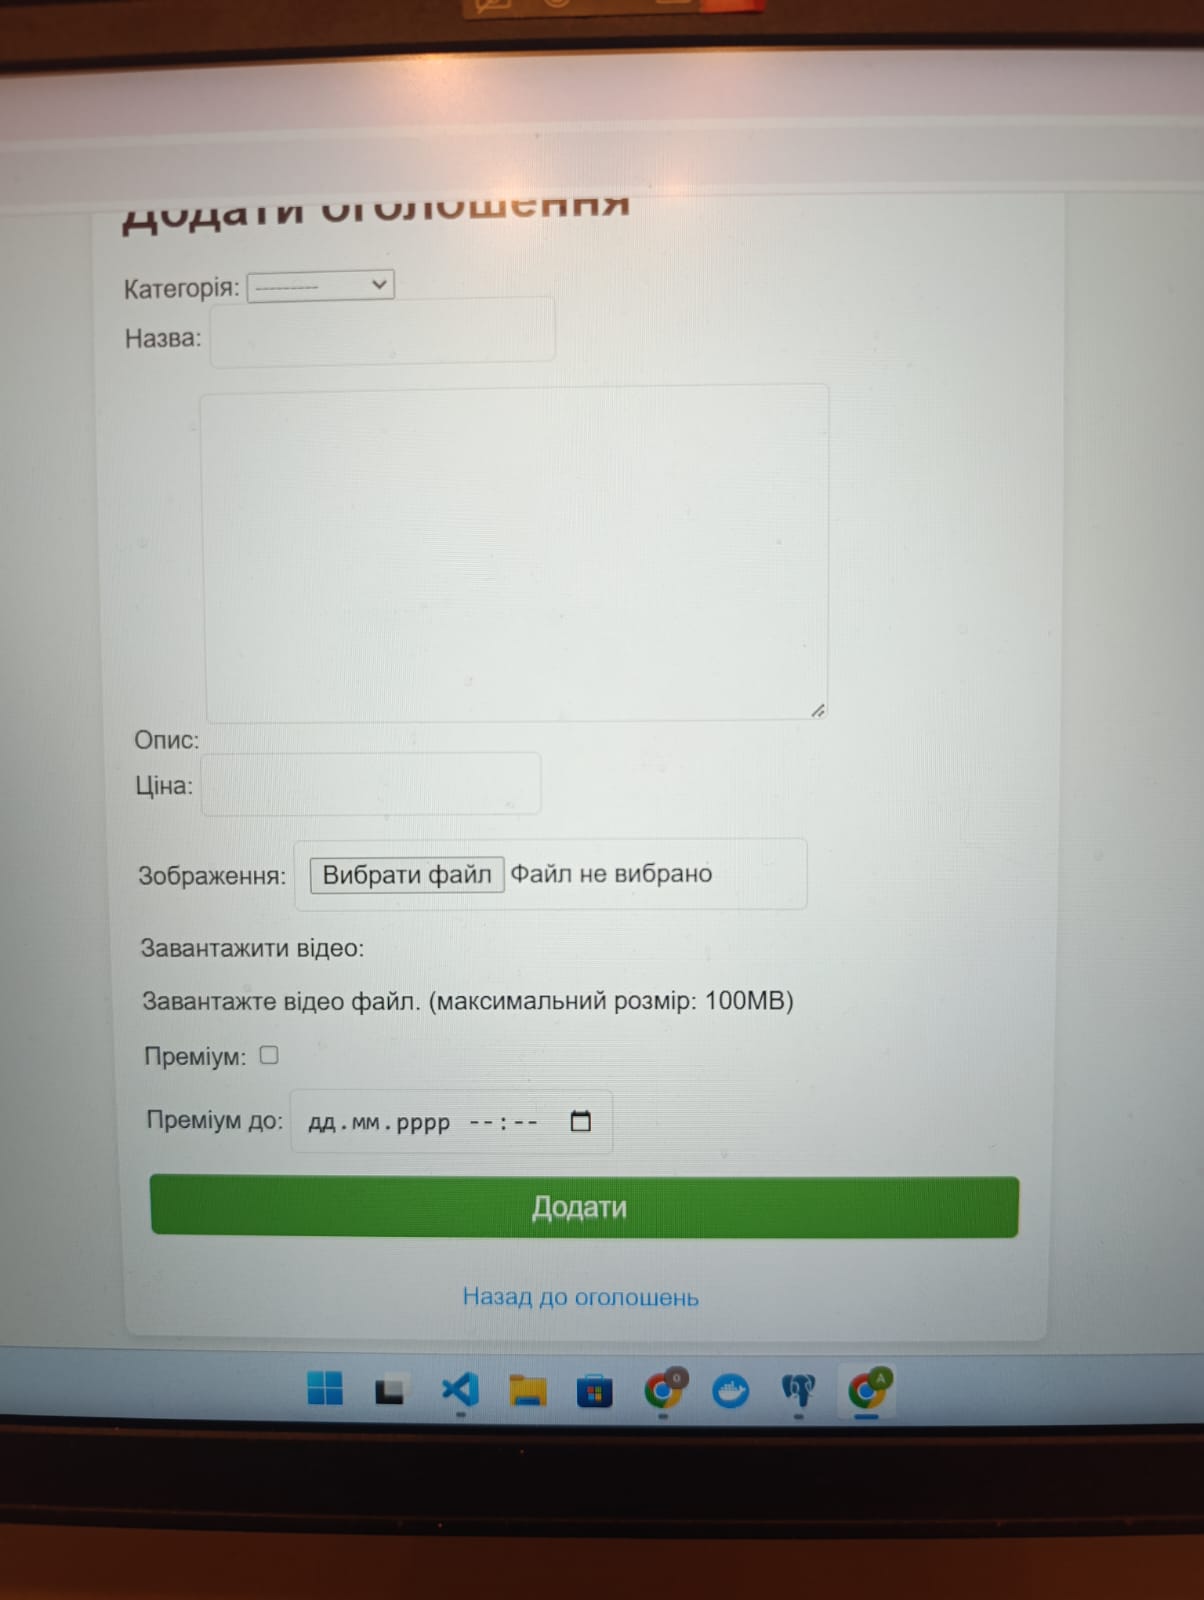 Додати оголошення
Категорія: ---------
Назва:
Опис:
Ціна:
Зображення: Вибрати файл Файл не вибрано
Завантажити відео:
Завантажте відео файл. (максимальний розмір: 100MB)
Преміум:
Преміум до: дд.мм.рррр --:--
Додати
Назад до оголошень
0
A